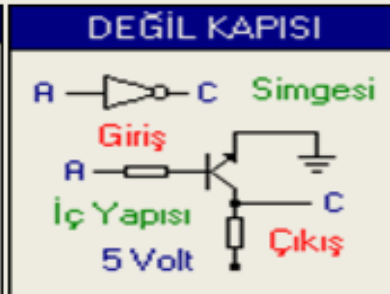 DEĞİL KAPISI
A C Simgesi
Giriş
A
İç Yapısı C
5 Volt Çıkış